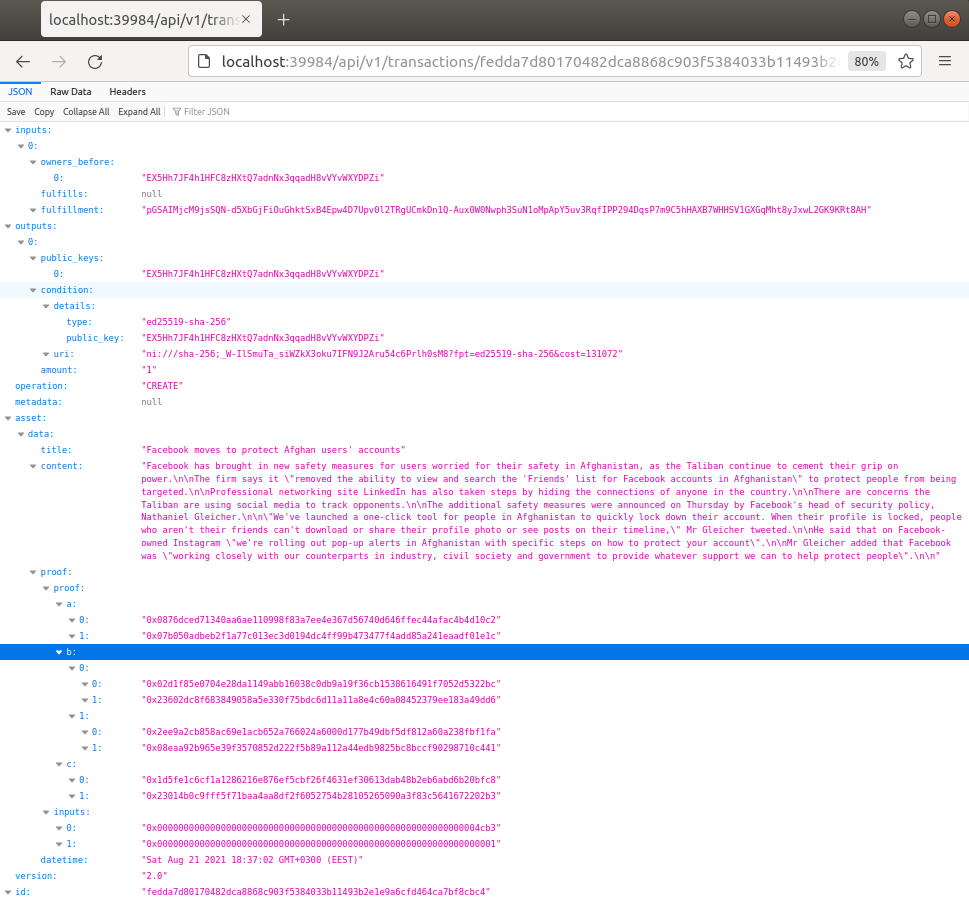 localhost:39984/api/v1/trans
localhost:39984/api/v1/transactions/fedda7d80170482dca8868c903f5384033b11493b2
80%
JSON Raw Data Headers
Save Copy Collapse All Expand All Filter JSON
inputs:
0:
owners_before:
0: "EX5Hh7JF4h1HFC8zHXtQ7adnNx3qqadH8vVYvWXYDPZi"
fulfills: null
fulfillment: "pGSAIMjcM9jsSQN-d5XbGjFiOuGhktSxB4Epw4D7Upv0l2TRgUCmkDn1Q-Aux0W0Nwph3SuN1oMpApY5uv3RqfIPP294DqsP7m9C5hHAXB7WHHSV1GXGqMht8yJxwL2GK9KRt8AH"
outputs:
0:
public_keys:
0: "EX5Hh7JF4h1HFC8zHXtQ7adnNx3qqadH8vVYvWXYDPZi"
condition:
details:
type: "ed25519-sha-256"
public_key: "EX5Hh7JF4h1HFC8zHXtQ7adnNx3qqadH8vVYvWXYDPZi"
uri: "ni:///sha-256;_W-IlSmuTa_siWZkX3oku7IFN9J2Aru54c6Prlh0sM8?fpt=ed25519-sha-256&cost=131072"
amount: "1"
operation: "CREATE"
metadata: null
asset:
data:
title: "Facebook moves to protect Afghan users' accounts"
content: "Facebook has brought in new safety measures for users worried for their safety in Afghanistan, as the Taliban continue to cement their grip on
power.\n\nThe firm says it \"removed the ability to view and search the 'Friends' list for Facebook accounts in Afghanistan\" to protect people from being
targeted.\n\nProfessional networking site LinkedIn has also taken steps by hiding the connections of anyone in the country.\n\nThere are concerns the
Taliban are using social media to track opponents.\n\nThe additional safety measures were announced on Thursday by Facebook's head of security policy,
Nathaniel Gleicher.\n\n\"We've launched a one-click tool for people in Afghanistan to quickly lock down their account. When their profile is locked, people
who aren't their friends can't download or share their profile photo or see posts on their timeline,\" Mr Gleicher tweeted.\n\nHe said that on Facebook-
owned Instagram \"we're rolling out pop-up alerts in Afghanistan with specific steps on how to protect your account\".\n\nMr Gleicher added that Facebook
was \"working closely with our counterparts in industry, civil society and government to provide whatever support we can to help protect people\".\n\n"
proof:
proof:
a:
0: "0x0876dced71340aa6ae110998f83a7ee4e367d56740d646ffec44afac4b4d10c2"
1: "0x07b050adbeb2f1a77c013ec3d0194dc4ff99b473477f4add85a241eaadf01e1c"
b:
0:
0: "0x02d1f85e0704e28da1149abb16038c0db9a19f36cb1538616491f7052d5322bc"
1: "0x23602dc8f683849058a5e330f75bdc6d11a11a8e4c60a08452379ee183a49dd6"
1:
0: "0x2ee9a2cb858ac69e1acb652a766024a6000d177b49dbf5df812a60a238fbf1fa"
1: "0x08eaa92b965e39f3570852d222f5b89a112a44edb9825bc8bccf90298710c441"
c:
0: "0x1d5fe1c6cf1a1286216e876ef5cbf26f4631ef30613dab48b2eb6abd6b20bfc8"
1: "0x23014b0c9fff5f71baa4aa8df2f6052754b28105265090a3f83c5641672202b3"
inputs:
0: "0x0000000000000000000000000000000000000000000000000000000000004cb3"
1: "0x0000000000000000000000000000000000000000000000000000000000000001"
datetime: "Sat Aug 21 2021 18:37:02 GMT+0300 (EEST)"
version: "2.0"
id: "fedda7d80170482dca8868c903f5384033b11493b2e1e9a6cfd464ca7bf8cbc4"